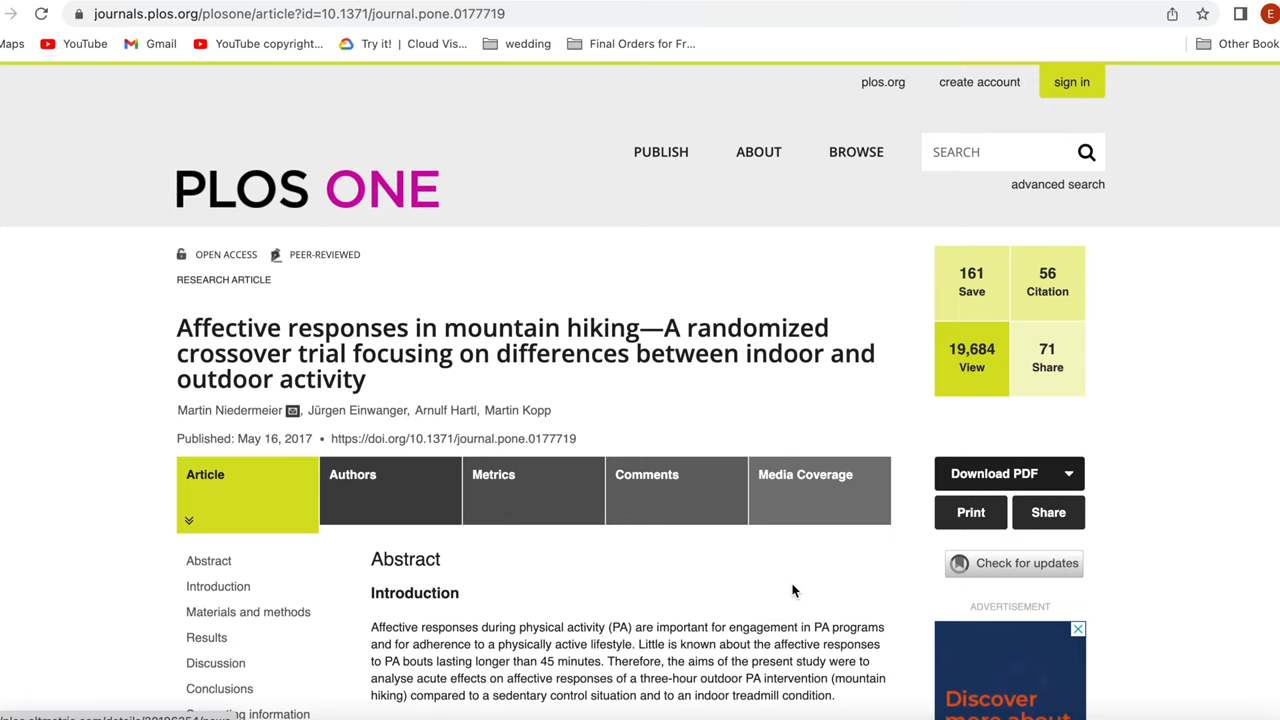 journals.plos.org/plosone/article?id=10.1371/journal.pone.0177719
E
Maps YouTube Gmail YouTube copyright... Try it! | Cloud Vis... wedding Final Orders for Fr... Other Book
plos.org create account sign in
PUBLISH ABOUT BROWSE SEARCH
advanced search
PLOS ONE
OPEN ACCESS PEER-REVIEWED
RESEARCH ARTICLE
161 Save
56 Citation
19,684 View
71 Share
Affective responses in mountain hiking—A randomized
crossover trial focusing on differences between indoor and
outdoor activity
Martin Niedermeier, Jürgen Einwanger, Arnulf Hartl, Martin Kopp
Published: May 16, 2017 • https://doi.org/10.1371/journal.pone.0177719
Article Authors Metrics Comments Media Coverage
Download PDF
Print Share
Check for updates
ADVERTISEMENT
Discover
more about
Abstract
Introduction
Materials and methods
Results
Discussion
Conclusions
Supporting information
Abstract
Introduction
Affective responses during physical activity (PA) are important for engagement in PA programs
and for adherence to a physically active lifestyle. Little is known about the affective responses
to PA bouts lasting longer than 45 minutes. Therefore, the aims of the present study were to
analyse acute effects on affective responses of a three-hour outdoor PA intervention (mountain
hiking) compared to a sedentary control situation and to an indoor treadmill condition.